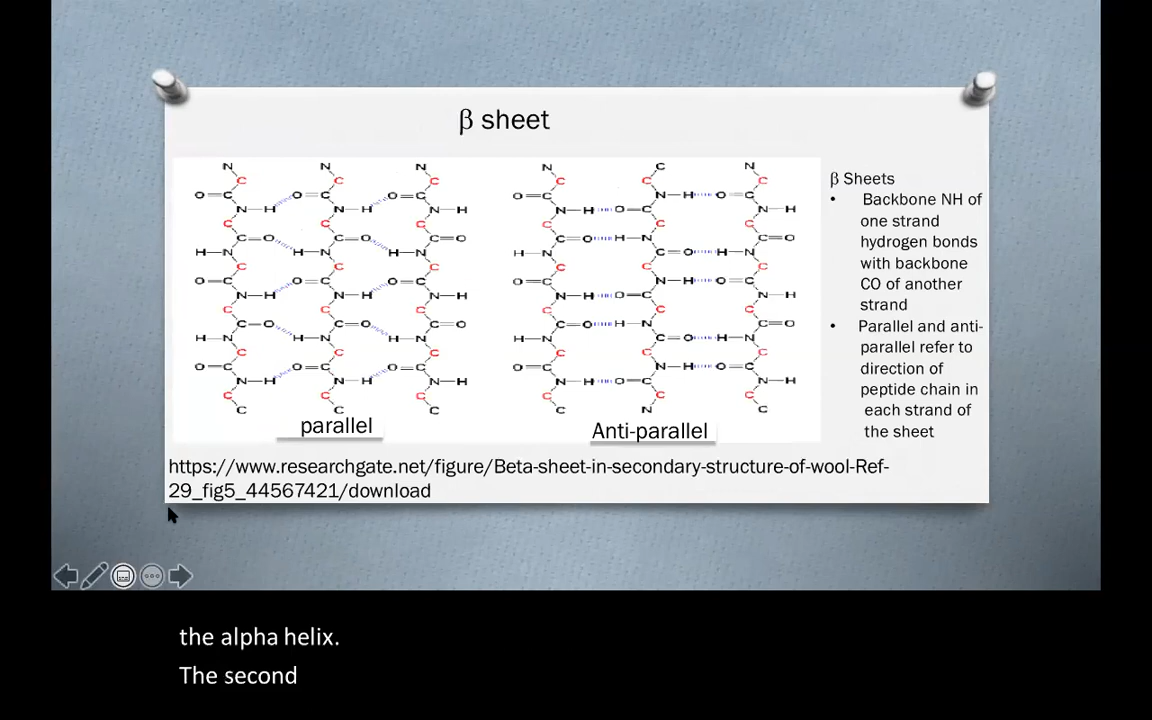 β sheet
N N N N C N
parallel
Anti-parallel
β Sheets
• Backbone NH of
one strand
hydrogen bonds
with backbone
CO of another
strand
• Parallel and anti-
parallel refer to
direction of
peptide chain in
each strand of
the sheet
https://www.researchgate.net/figure/Beta-sheet-in-secondary-structure-of-wool-Ref-
29_fig5_44567421/download
the alpha helix.
The second